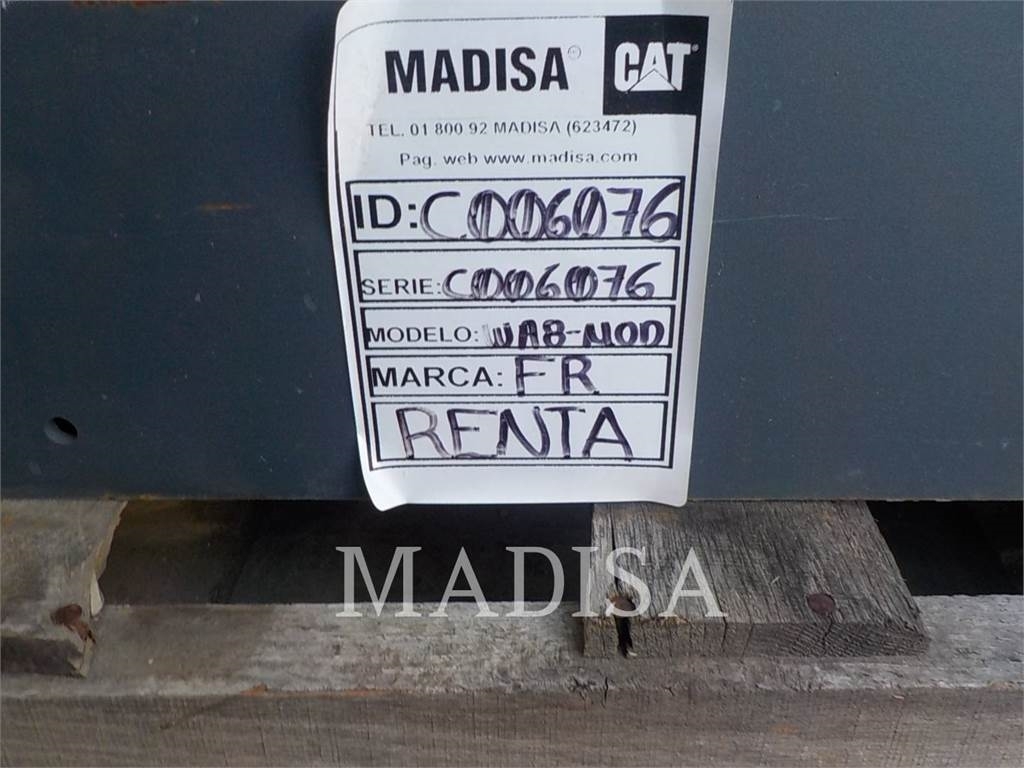 MADISA CAT
TEL. 01 800 92 MADISA (623472)
Pag. web www.madisa.com
ID: C006076
SERIE: C006076
MODELO: WA8-MOD
MARCA: FR
RENTA
MADISA